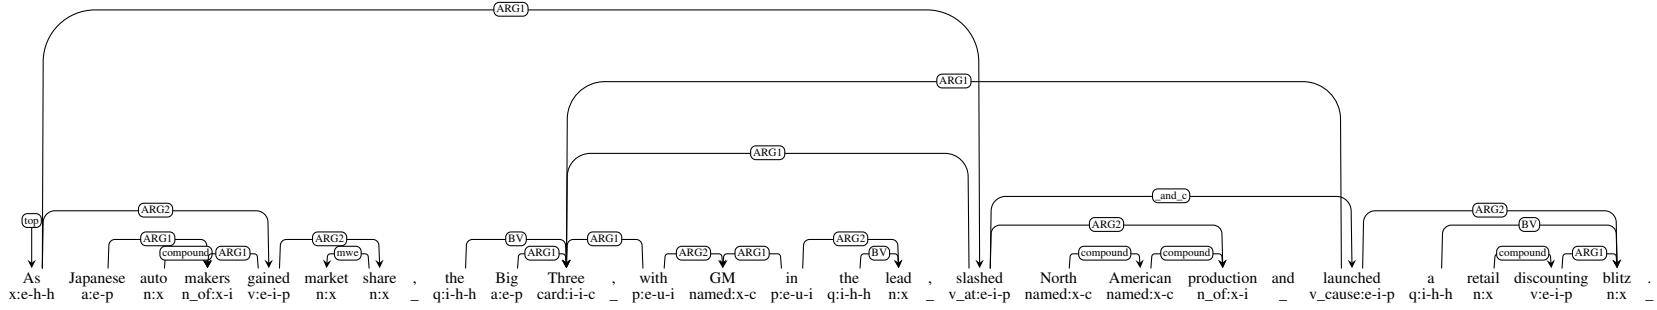 ARG1
ARG1
ARG1
_and_c
top ARG2 ARG2
ARG2 BV
ARG1 ARG2 BV ARG1 ARG2
compound ARG1 mwe ARG1 ARG2 ARG1 BV compound compound compound ARG1
As Japanese auto makers gained market share , the Big Three , with GM in the lead , slashed North American production and launched a retail discounting blitz .
x:e-h-h a:e-p n:x n_of:x-i v:e-i-p n:x n:x _ q:i-h-h a:e-p card:i-i-c _ p:e-u-i named:x-c p:e-u-i q:i-h-h n:x _ v_at:e-i-p named:x-c named:x-c n_of:x-i _ v_cause:e-i-p q:i-h-h n:x v:e-i-p n:x _